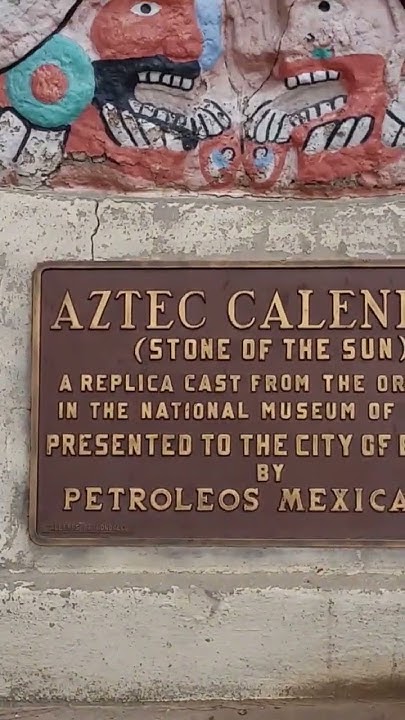 AZTEC CALEN
(STONE OF THE SUN)
A REPLICA CAST FROM THE OR
IN THE NATIONAL MUSEUM OF
PRESENTED TO THE CITY OF
BY
PETROLEOS MEXICA